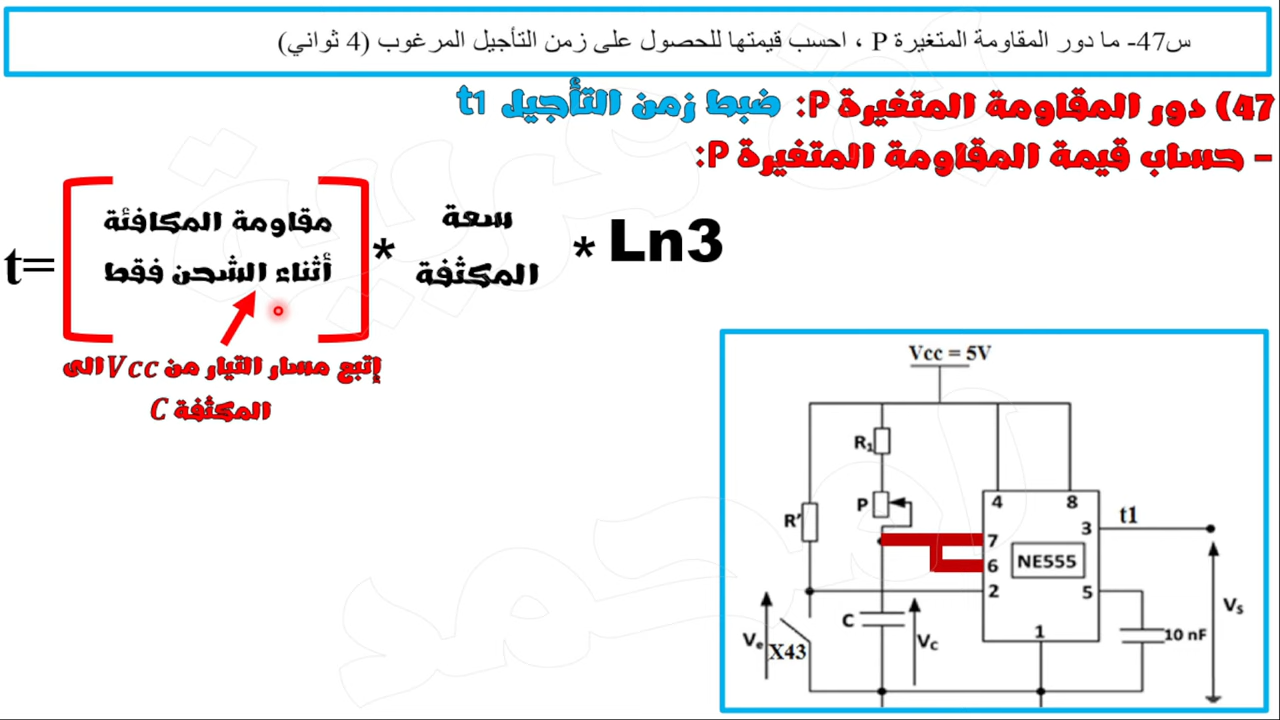 س47- ما دور المقاومة المتغيرة P ، احسب قيمتها للحصول على زمن التأجيل المرغوب (4 ثواني)
47) دور المقاومة المتغيرة P: ضبط زمن التأجيل t1
- حساب قيمة المقاومة المتغيرة P:
t= [مقاومة المكافئة أثناء الشحن فقط] * سعة المكثفة * Ln3
إتبع مسار التيار من Vcc الى
المكثفة C
Vcc = 5V
R1
P
R'
4
8
3
t1
7
6
NE555
2
5
1
C
Vc
Ve
X43
10 nF
Vs